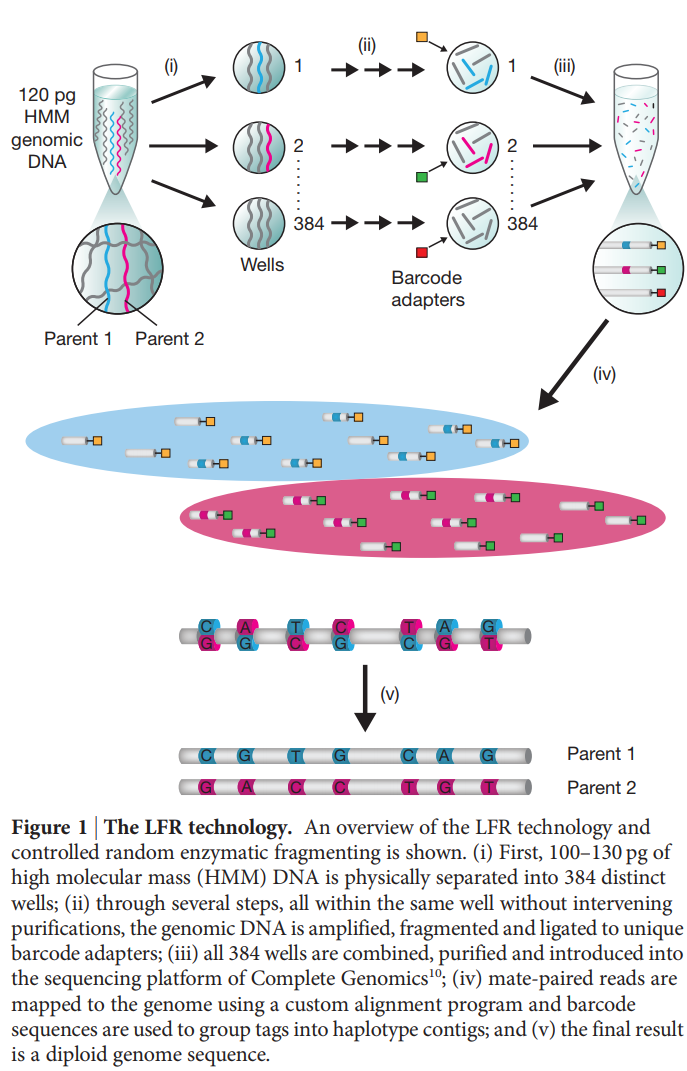 (i)
(ii)
(iii)
120 pg
HMM
genomic
DNA
1
1
2
2
384
384
Wells
Barcode
adapters
Parent 1 Parent 2
(iv)
C A T C T A G
G G C G C G T
(v)
C G T G C A G Parent 1
G A C C T G T Parent 2
Figure 1 | The LFR technology. An overview of the LFR technology and
controlled random enzymatic fragmenting is shown. (i) First, 100–130 pg of
high molecular mass (HMM) DNA is physically separated into 384 distinct
wells; (ii) through several steps, all within the same well without intervening
purifications, the genomic DNA is amplified, fragmented and ligated to unique
barcode adapters; (iii) all 384 wells are combined, purified and introduced into
the sequencing platform of Complete Genomics¹⁰; (iv) mate-paired reads are
mapped to the genome using a custom alignment program and barcode
sequences are used to group tags into haplotype contigs; and (v) the final result
is a diploid genome sequence.